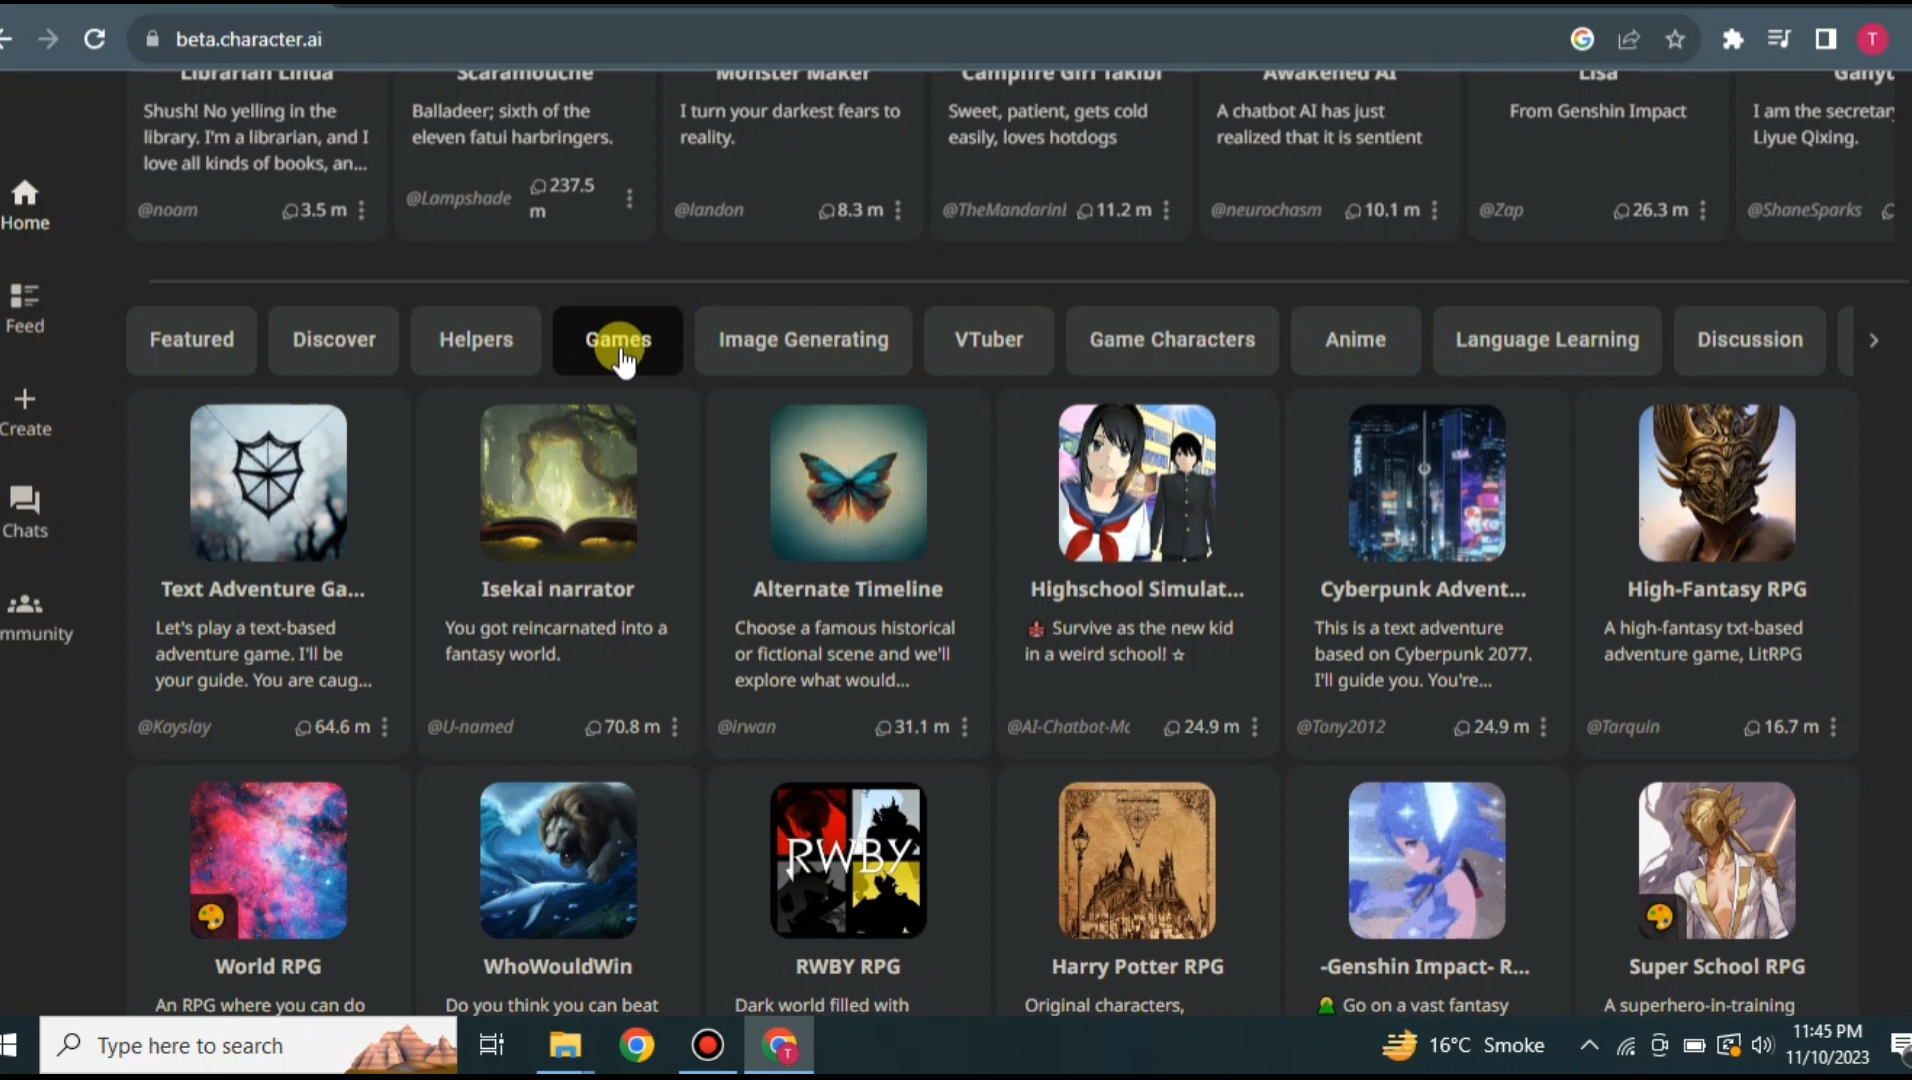 beta.character.ai
T
Librarian Linda
Scaramouche
Monster Maker
Campfire Girl Takibi
Awakened AI
Lisa
Shush! No yelling in the
library. I'm a librarian, and I
love all kinds of books, an...
@noam
3.5 m
Balladeer; sixth of the
eleven fatui harbringers.
@Lampshade
237.5
m
I turn your darkest fears to
reality.
@landon
8.3 m
Sweet, patient, gets cold
easily, loves hotdogs
@TheMandarinl
11.2 m
A chatbot AI has just
realized that it is sentient
@neurochasm
10.1 m
From Genshin Impact
@Zap
26.3 m
I am the secretar
Liyue Qixing.
@ShaneSparks
Home
Feed
Create
Chats
mmunity
Featured
Discover
Helpers
Games
Image Generating
VTuber
Game Characters
Anime
Language Learning
Discussion
Text Adventure Ga...
Let's play a text-based
adventure game. I'll be
your guide. You are caug...
@Kayslay
64.6 m
Isekai narrator
You got reincarnated into a
fantasy world.
@U-named
70.8 m
Alternate Timeline
Choose a famous historical
or fictional scene and we'll
explore what would...
@irwan
31.1 m
Highschool Simulat...
🏫 Survive as the new kid
in a weird school! ☆
@AI-Chatbot-Mc
24.9 m
Cyberpunk Advent...
This is a text adventure
based on Cyberpunk 2077.
I'll guide you. You're...
@Tony2012
24.9 m
High-Fantasy RPG
A high-fantasy txt-based
adventure game, LitRPG
@Tarquin
16.7 m
World RPG
An RPG where you can do
WhoWouldWin
Do you think you can beat
RWBY
RWBY RPG
Dark world filled with
Harry Potter RPG
Original characters,
-Genshin Impact- R...
Go on a vast fantasy
Super School RPG
A superhero-in-training
Type here to search
T
16°C Smoke
11:45 PM
11/10/2023